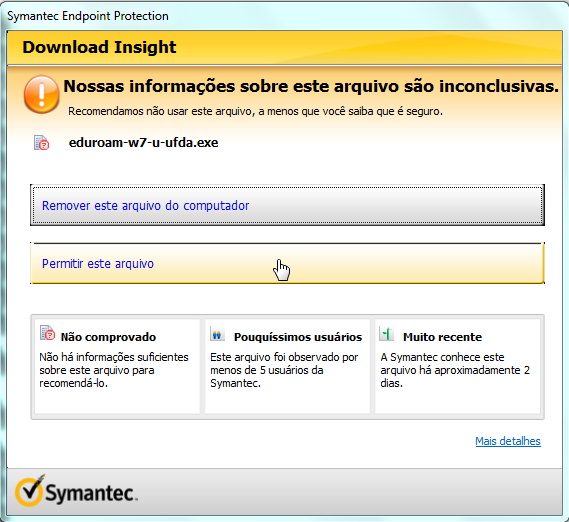 Symantec Endpoint Protection
Download Insight
Nossas informações sobre este arquivo são inconclusivas.
Recomendamos não usar este arquivo, a menos que você saiba que é seguro.
eduroam-w7-u-ufda.exe
Remover este arquivo do computador
Permitir este arquivo
Não comprovado
Não há informações suficientes
sobre este arquivo para
recomendá-lo.
Pouquíssimos usuários
Este arquivo foi observado por
menos de 5 usuários da
Symantec.
Muito recente
A Symantec conhece este
arquivo há aproximadamente 2
dias.
Mais detalhes
Symantec.